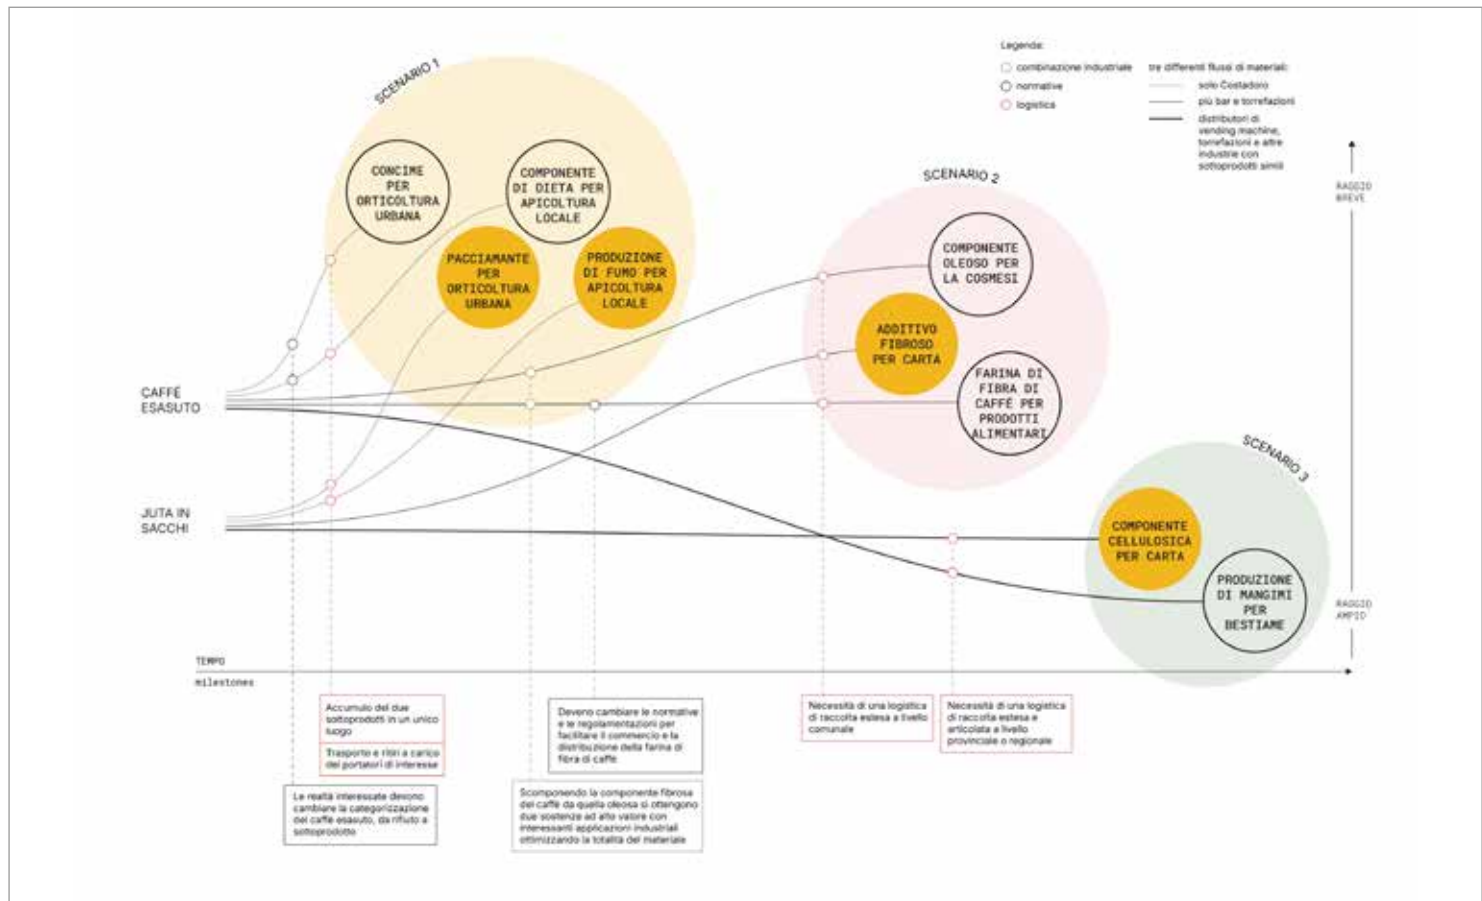 SCENARIO 1
CONCIME
PER
ORTICOLTURA
URBANA
COMPONENTE
DI DIETA PER
APICOLTURA
LOCALE
PACCIAMANTE
PER
ORTICOLTURA
URBANA
PRODUZIONE
DI FUMO PER
APICOLTURA
LOCALE
Legenda:
combinazione industriale
normative
logistica
tre differenti flussi di materiali:
solo Costadoro
più bar e torrefazioni
distributori di
vending machine,
torrefazioni e altre
industrie con
sottoprodotti simili
RAGGIO
BREVE
SCENARIO 2
COMPONENTE
OLEOSO PER
LA COSMESI
ADDITIVO
FIBROSO
PER CARTA
FARINA DI
FIBRA DI
CAFFÉ PER
PRODOTTI
ALIMENTARI
CAFFÉ
ESASUTO
JUTA IN
SACCHI
SCENARIO 3
COMPONENTE
CELLULOSICA
PER CARTA
PRODUZIONE
DI MANGIMI
PER
BESTIAME
RAGGIO
AMPIO
TEMPO
milestones
Accumulo dei due
sottoprodotti in un unico
luogo
Trasporto e ritiri a carico
dei portatori di interesse
Le realtà interessate devono
cambiare la categorizzazione
del caffè esasuto, da rifiuto a
sottoprodotto
Devono cambiare le normative
e le regolamentazioni per
facilitare il commercio e la
distribuzione della farina di
fibra di caffè
Scomponendo la componente fibrosa
del caffè da quella oleosa si ottengono
due sostenze ad alto valore con
interessanti applicazioni industriali
ottimizzando la totalità del materiale
Necessità di una logistica
di raccolta estesa a livello
comunale
Necessità di una logistica
di raccolta estesa e
articolata a livello
provinciale o regionale